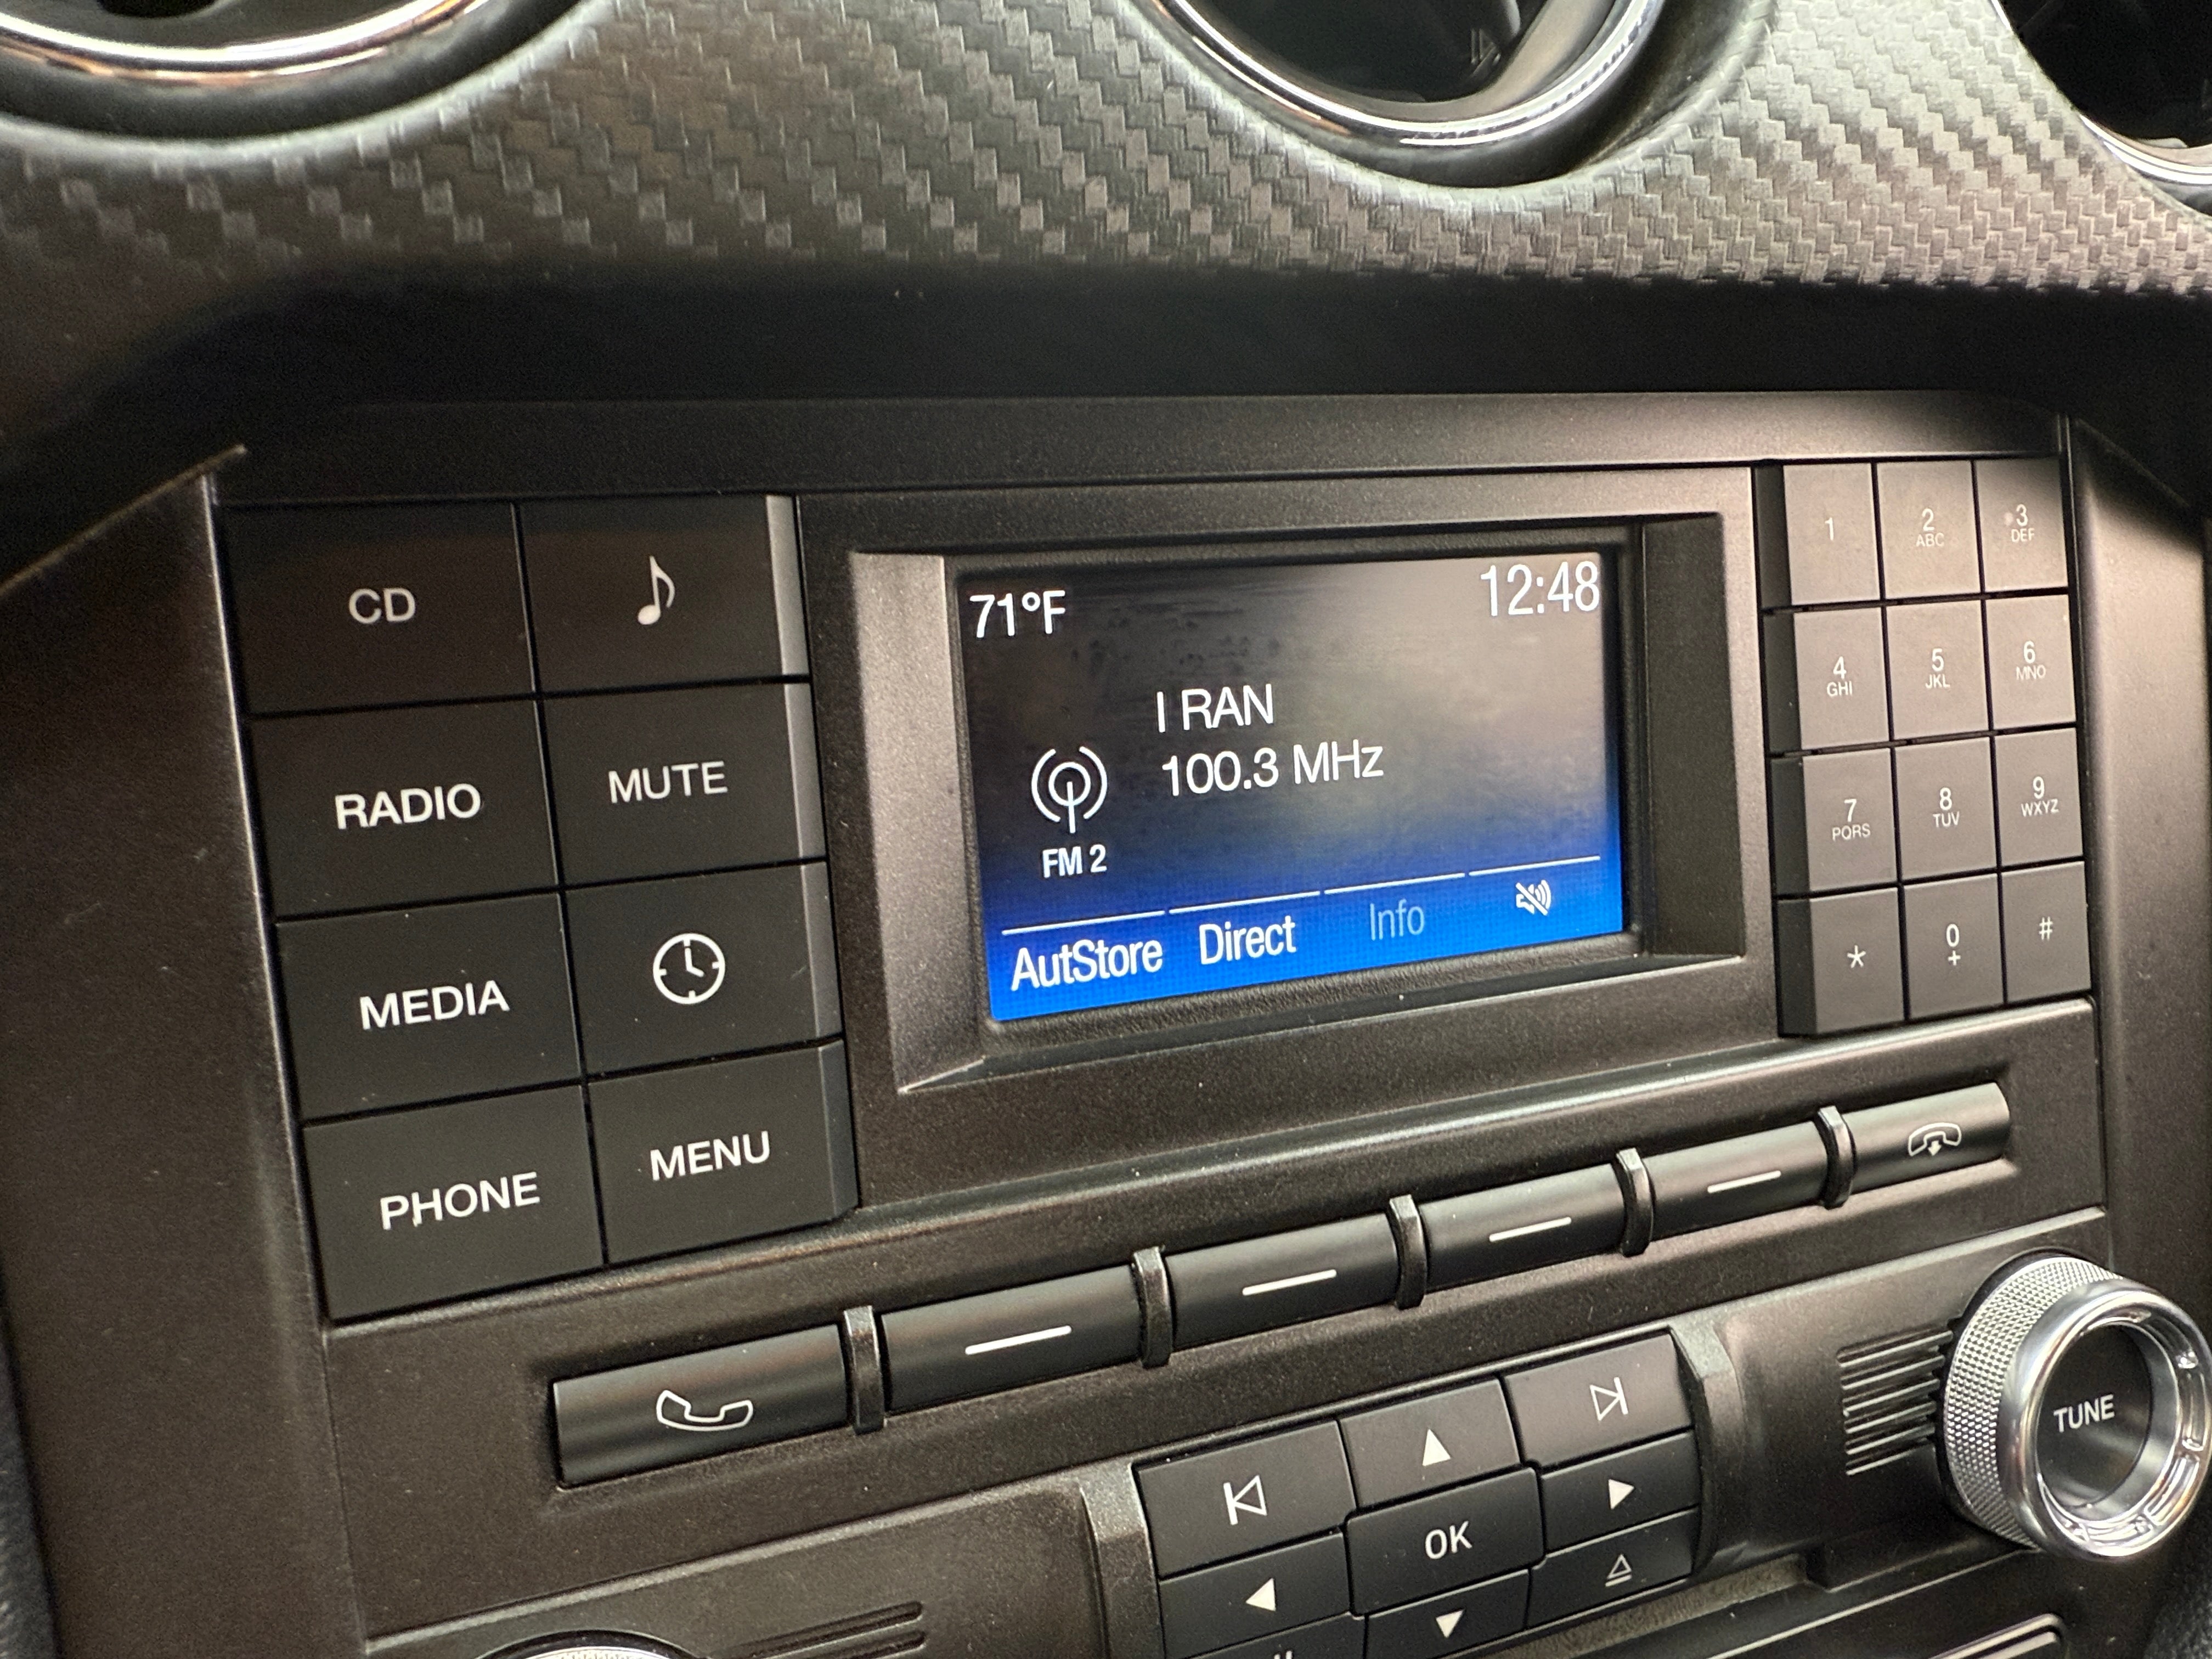 71°F
12:48
I RAN
100.3 MHz
FM 2
AutStore Direct Info
CD
RADIO
MUTE
MEDIA
PHONE
MENU
1
2
ABC
3
DEF
4
GHI
5
JKL
6
MNO
7
PQRS
8
TUV
9
WXYZ
*
0
+
#
OK
TUNE